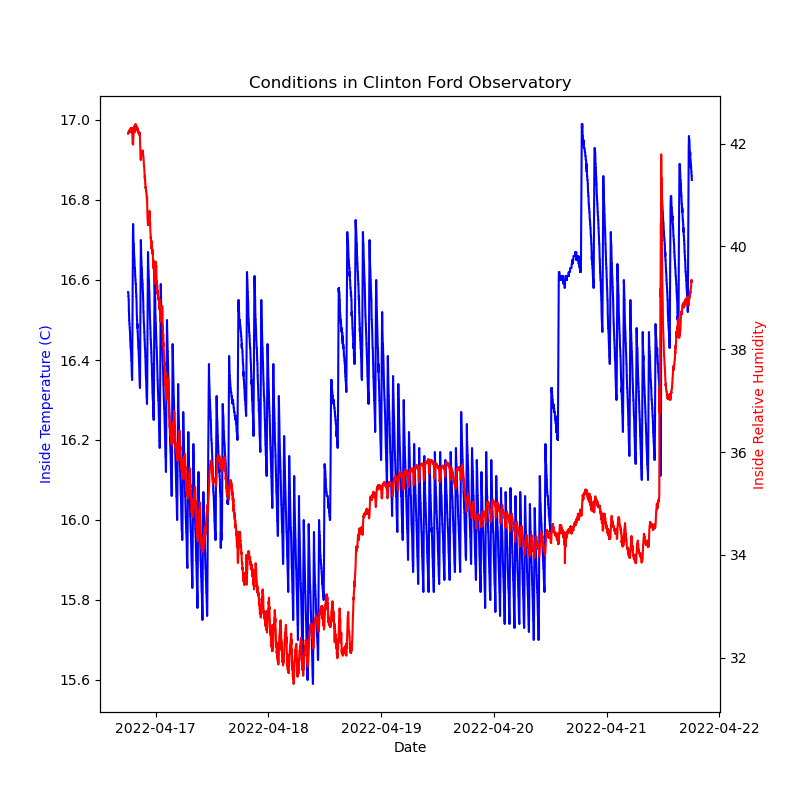 Conditions in Clinton Ford Observatory
Inside Temperature (C)
17.0
16.8
16.6
16.4
16.2
16.0
15.8
15.6
42
40
38
36
34
32
Inside Relative Humidity
2022-04-17 2022-04-18 2022-04-19 2022-04-20 2022-04-21 2022-04-22
Date